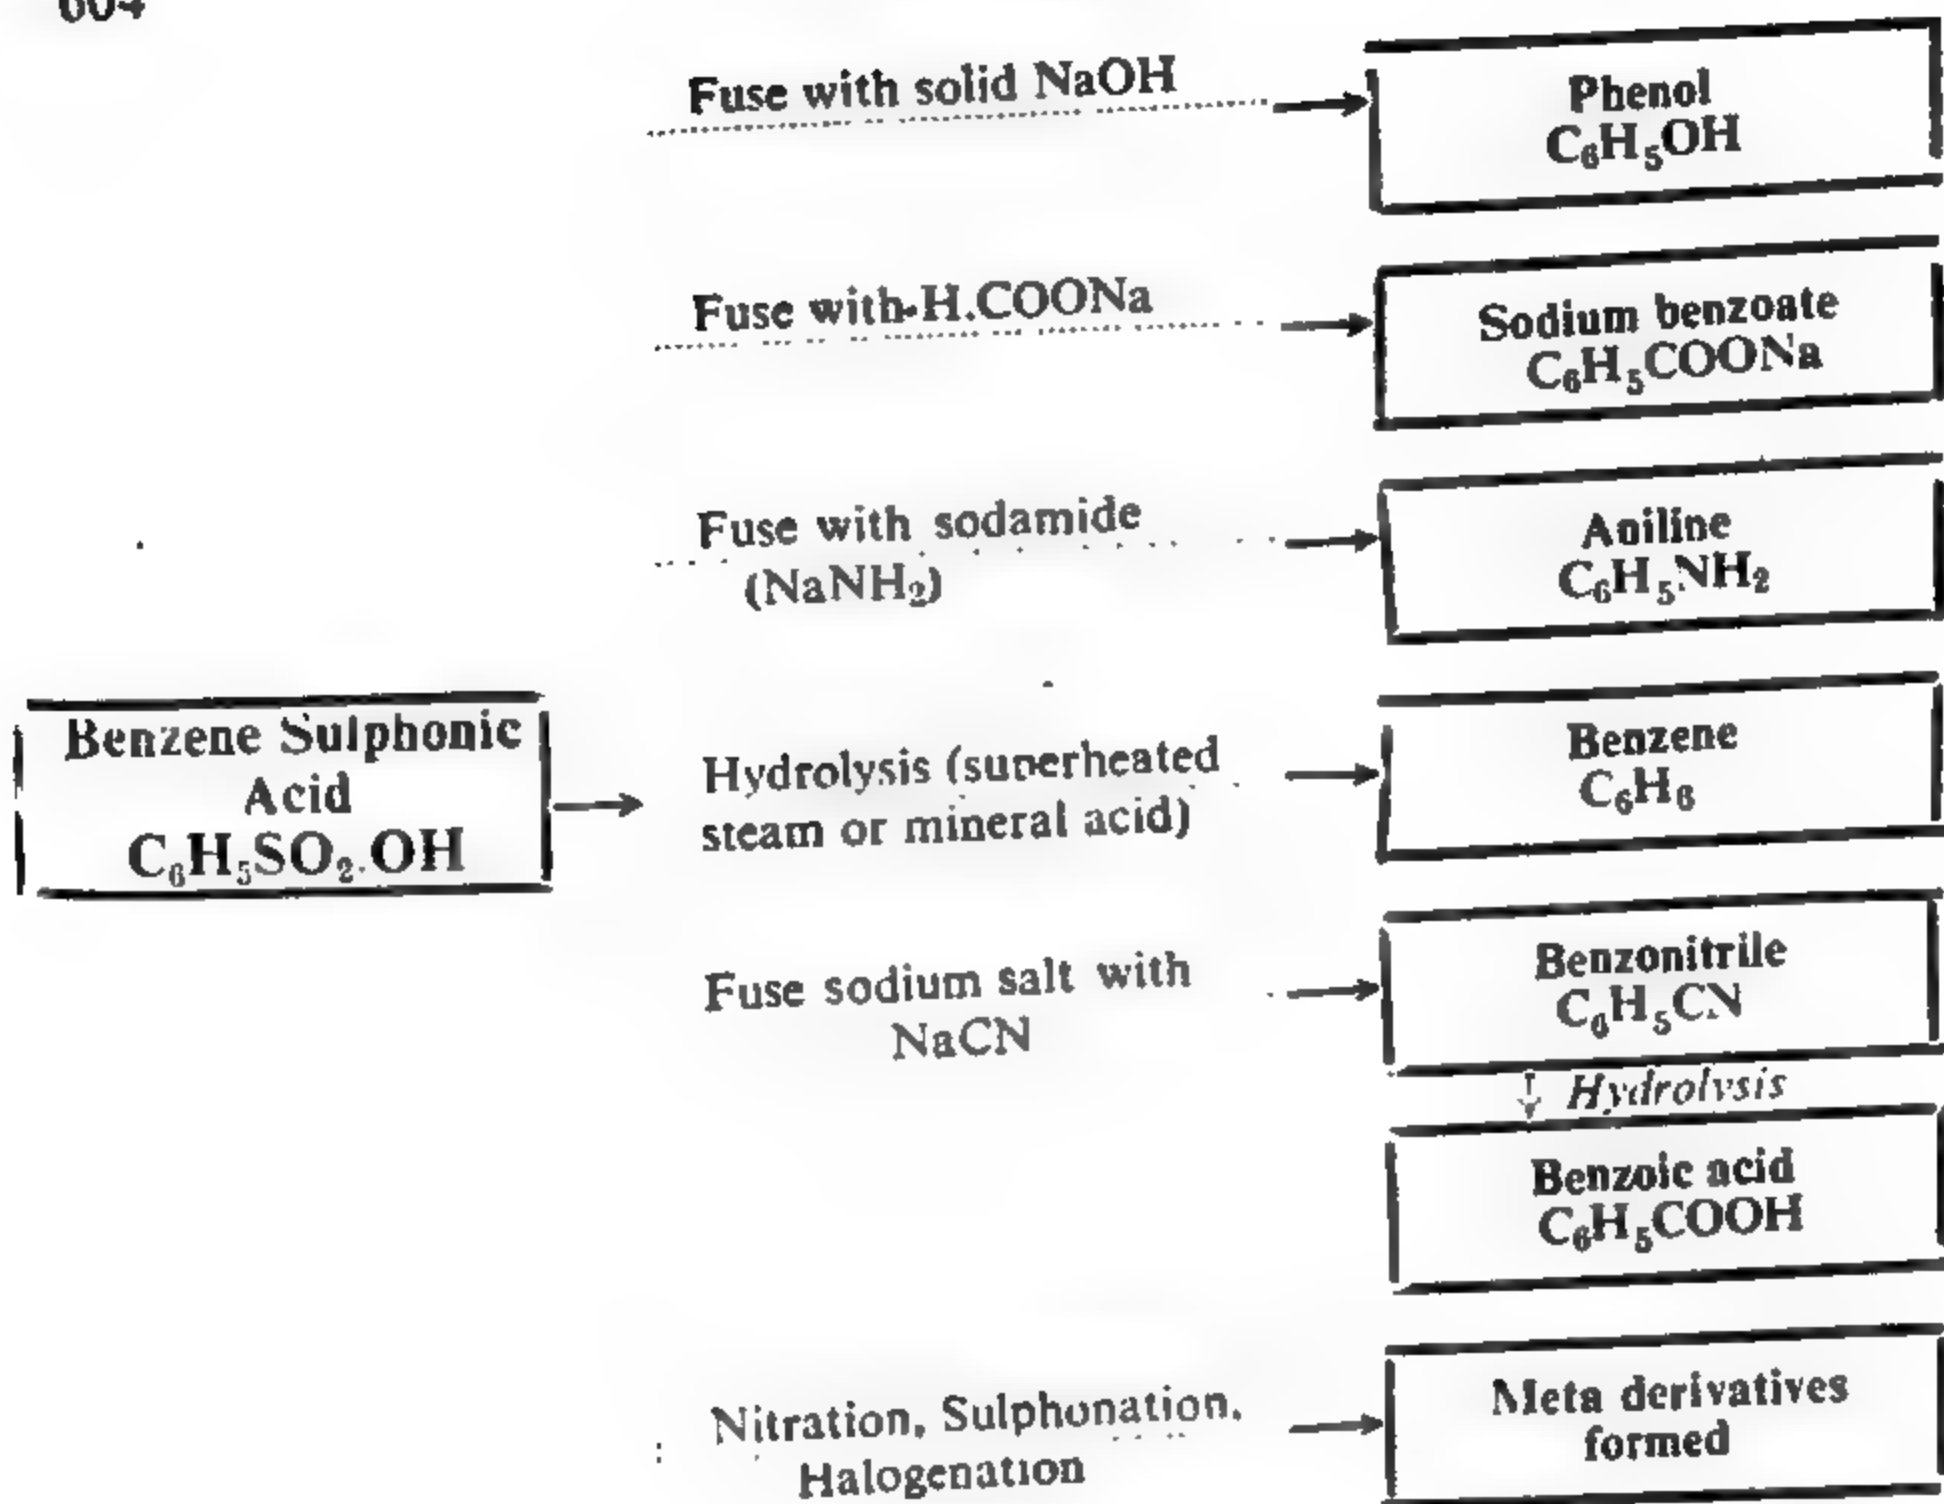 604
Fuse with solid NaOH
Phenol
C₆H₅OH
Fuse with H.COONa
Sodium benzoate
C₆H₅COONa
Fuse with sodamide
(NaNH₂)
Aniline
C₆H₅NH₂
Benzene Sulphonic
Acid
C₆H₅SO₂.OH
Hydrolysis (superheated
steam or mineral acid)
Benzene
C₆H₆
Fuse sodium salt with
NaCN
Benzonitrile
C₆H₅CN
Hydrolysis
Benzoic acid
C₆H₅COOH
Nitration, Sulphonation,
Halogenation
Meta derivatives
formed